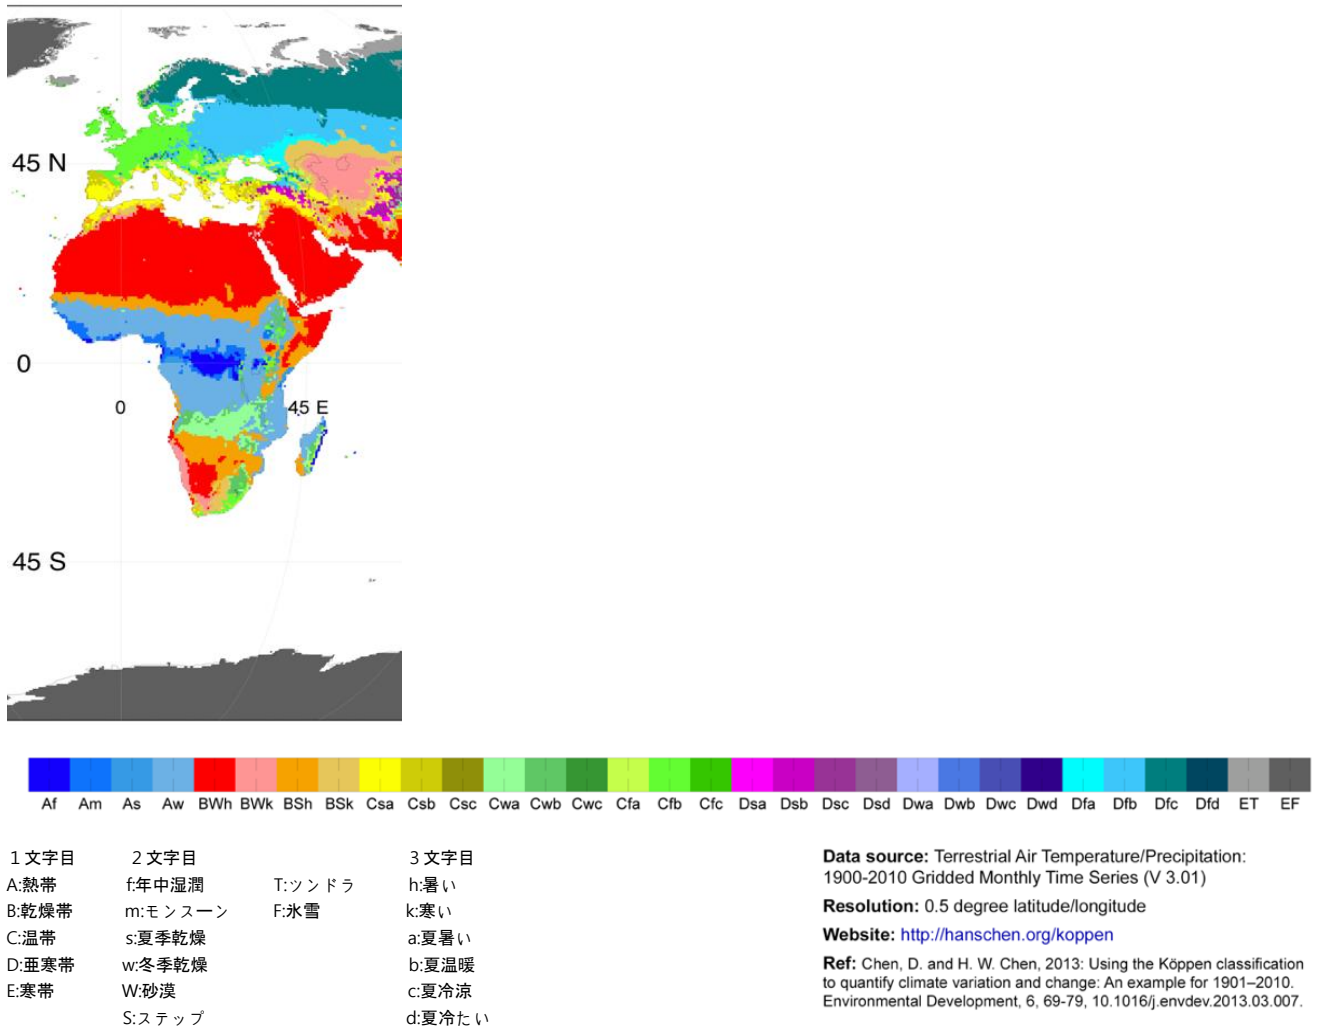 45 N
0
0
45 E
45 S
Af Am As Aw BWh BWk BSh BSk Csa Csb Csc Cwa Cwb Cwc Cfa Cfb Cfc Dsa Dsb Dsc Dsd Dwa Dwb Dwc Dwd Dfa Dfb Dfc Dfd ET EF
１文字目 ２文字目 ３文字目
A:熱帯 f:年中湿潤 T:ツンドラ h:暑い
B:乾燥帯 m:モンスーン F:氷雪 k:寒い
C:温帯 s:夏季乾燥 a:夏暑い
D:亜寒帯 w:冬季乾燥 b:夏温暖
E:寒帯 W:砂漠 c:夏冷涼
S:ステップ d:夏冷たい
Data source: Terrestrial Air Temperature/Precipitation:
1900-2010 Gridded Monthly Time Series (V 3.01)
Resolution: 0.5 degree latitude/longitude
Website: http://hanschen.org/koppen
Ref: Chen, D. and H. W. Chen, 2013: Using the Köppen classification
to quantify climate variation and change: An example for 1901–2010.
Environmental Development, 6, 69-79, 10.1016/j.envdev.2013.03.007.